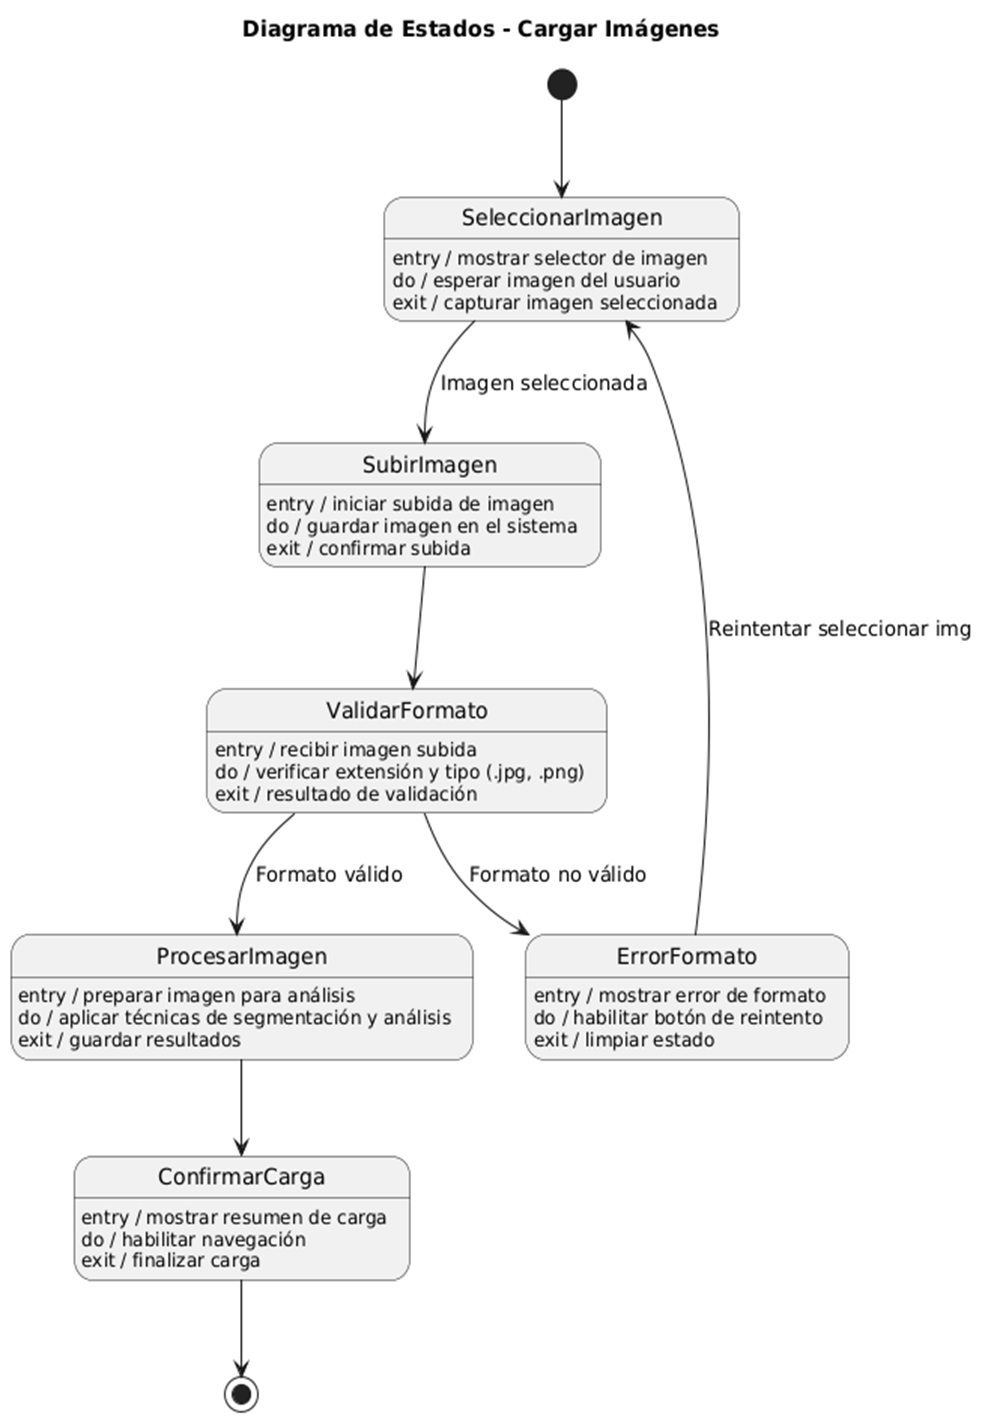 Diagrama de Estados - Cargar Imágenes
SeleccionarImagen
entry / mostrar selector de imagen
do / esperar imagen del usuario
exit / capturar imagen seleccionada
Imagen seleccionada
SubirImagen
entry / iniciar subida de imagen
do / guardar imagen en el sistema
exit / confirmar subida
Reintentar seleccionar img
ValidarFormato
entry / recibir imagen subida
do / verificar extensión y tipo (.jpg, .png)
exit / resultado de validación
Formato válido
Formato no válido
ProcesarImagen
entry / preparar imagen para análisis
do / aplicar técnicas de segmentación y análisis
exit / guardar resultados
ErrorFormato
entry / mostrar error de formato
do / habilitar botón de reintento
exit / limpiar estado
ConfirmarCarga
entry / mostrar resumen de carga
do / habilitar navegación
exit / finalizar carga